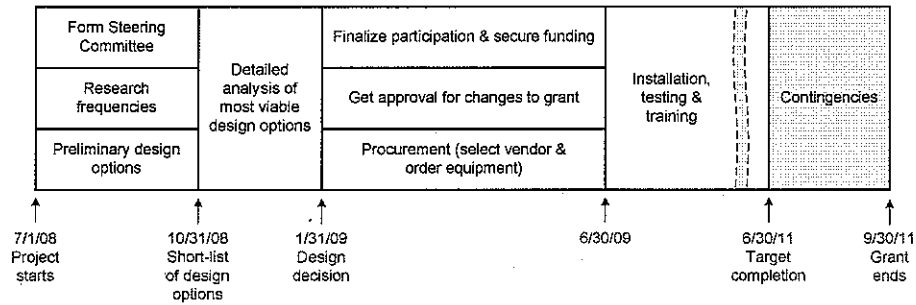 Form Steering
Committee
Research
frequencies
Preliminary design
options
Detailed
analysis of
most viable
design options
Finalize participation & secure funding
Get approval for changes to grant
Procurement (select vendor &
order equipment)
Installation,
testing &
training
Contingencies
7/1/08
Project
starts
10/31/08
Short-list
of design
options
1/31/09
Design
decision
6/30/09
6/30/11
Target
completion
9/30/11
Grant
ends